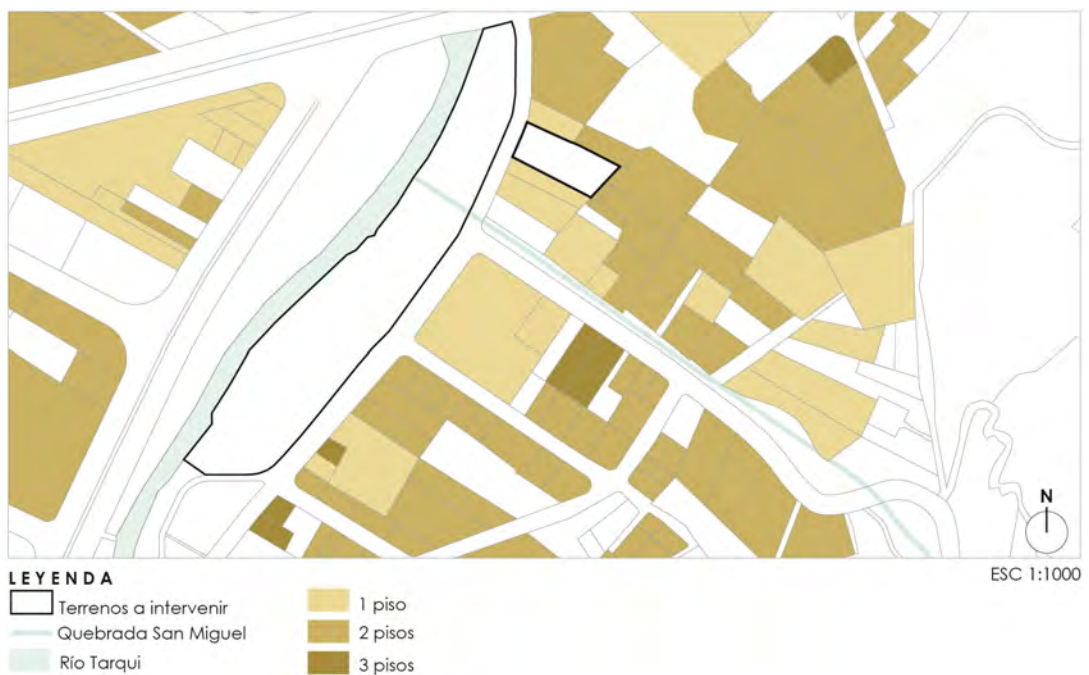 N
ESC 1:1000
LEYENDA
Terrenos a intervenir
Quebrada San Miguel
Río Tarqui
1 piso
2 pisos
3 pisos